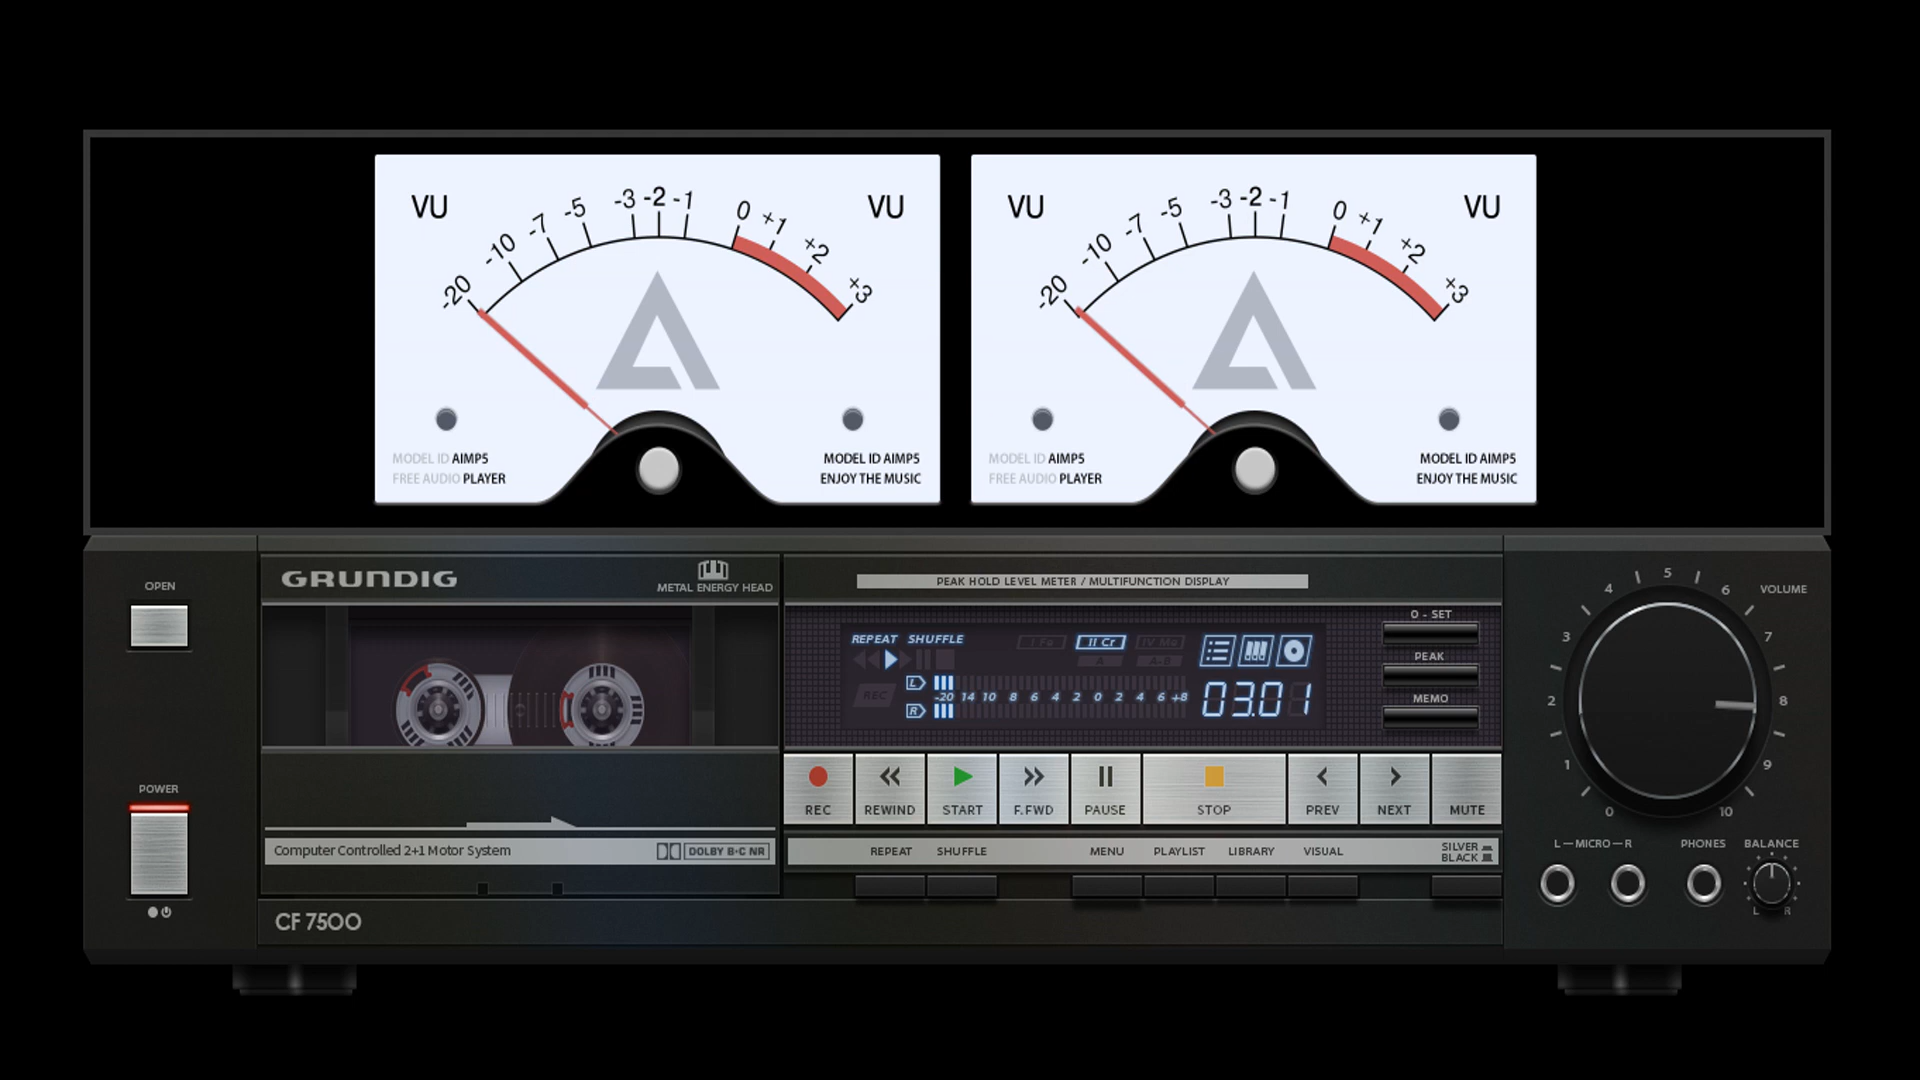 VU VU
-20 -10 -7 -5 -3 -2 -1 0 +1 +2 +3
MODEL ID AIMP5
FREE AUDIO PLAYER
MODEL ID AIMP5
ENJOY THE MUSIC
VU VU
-20 -10 -7 -5 -3 -2 -1 0 +1 +2 +3
MODEL ID AIMP5
FREE AUDIO PLAYER
MODEL ID AIMP5
ENJOY THE MUSIC
OPEN
POWER
GRUNDIG
METAL ENERGY HEAD
Computer Controlled 2+1 Motor System
DOLBY B·C NR
CF 7500
PEAK HOLD LEVEL METER / MULTIFUNCTION DISPLAY
REPEAT SHUFFLE
I Fe II Cr IV Me
A A-B
REC
L
-20 14 10 8 6 4 2 0 2 4 6 +8
R
03:01
O - SET
PEAK
MEMO
REC REWIND START F.FWD PAUSE STOP PREV NEXT MUTE
REPEAT SHUFFLE MENU PLAYLIST LIBRARY VISUAL
SILVER
BLACK
VOLUME
0 1 2 3 4 5 6 7 8 9 10
L—MICRO—R
PHONES
BALANCE
L R